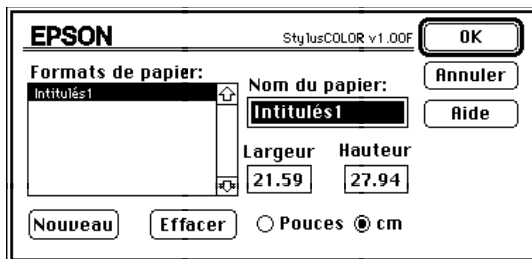 EPSON
StylusCOLOR v1.00F
OK
Formats de papier:
Intitulés1
Nom du papier:
Intitulés1
Annuler
Aide
Largeur Hauteur
21.59 27.94
Nouveau Effacer Pouces cm